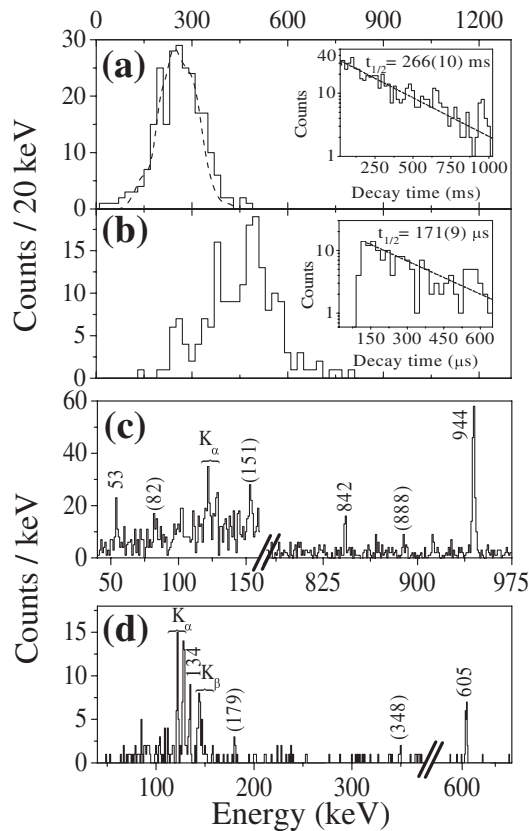 0 300 600 900 1200
30
20
10
0
(a)
t1/2= 266(10) ms
40
10
1
Counts
250 500 750 1000
Decay time (ms)
Counts / 20 keV
15
10
5
0
(b)
t1/2= 171(9) μs
10
1
Counts
150 300 450 600
Decay time (μs)
60
40
20
0
(c)
53
(82)
Kα
(151)
842
(888)
944
50 100 150 825 900 975
Counts / keV
15
10
5
0
(d)
Kα
134
Kβ
(179)
(348)
605
100 200 300 600
Energy (keV)